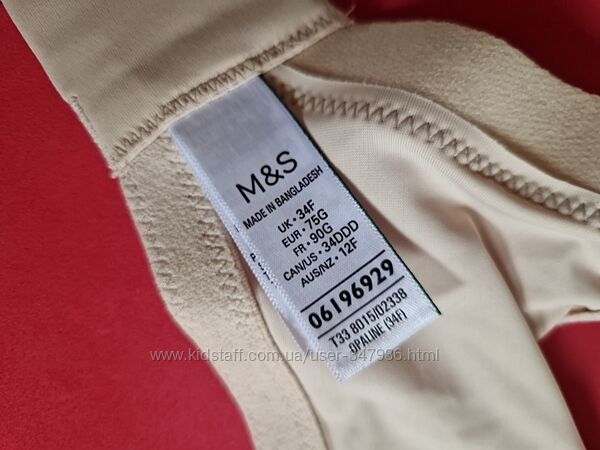 M&S
MADE IN BANGLADESH
UK • 34F
EUR • 75G
FR • 90G
CAN/US • 34DDD
AUS/NZ • 12F
06196929
T33 8015/02338
OPALINE (34F)
www.kidstaff.com.ua/user-347936.html